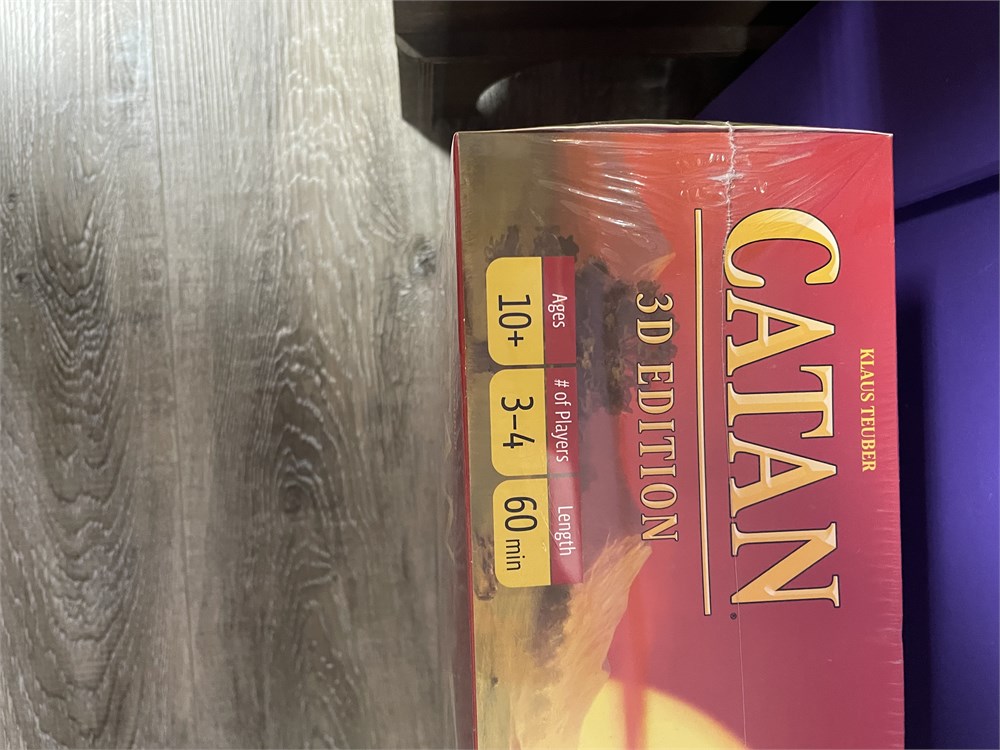 KLAUS TEUBER
CATAN®
3D EDITION
Ages
10+
# of Players
3–4
Length
60 min